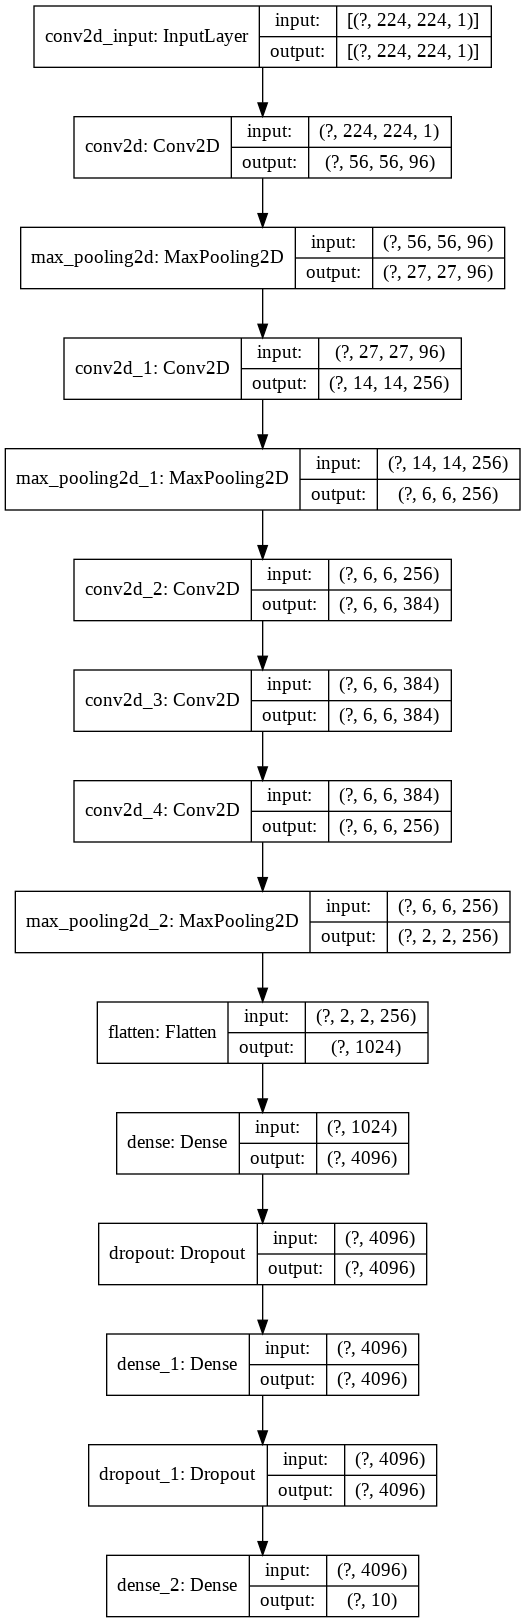 conv2d_input: InputLayer
input:
[(?, 224, 224, 1)]
output:
[(?, 224, 224, 1)]
conv2d: Conv2D
input:
(?, 224, 224, 1)
output:
(?, 56, 56, 96)
max_pooling2d: MaxPooling2D
input:
(?, 56, 56, 96)
output:
(?, 27, 27, 96)
conv2d_1: Conv2D
input:
(?, 27, 27, 96)
output:
(?, 14, 14, 256)
max_pooling2d_1: MaxPooling2D
input:
(?, 14, 14, 256)
output:
(?, 6, 6, 256)
conv2d_2: Conv2D
input:
(?, 6, 6, 256)
output:
(?, 6, 6, 384)
conv2d_3: Conv2D
input:
(?, 6, 6, 384)
output:
(?, 6, 6, 384)
conv2d_4: Conv2D
input:
(?, 6, 6, 384)
output:
(?, 6, 6, 256)
max_pooling2d_2: MaxPooling2D
input:
(?, 6, 6, 256)
output:
(?, 2, 2, 256)
flatten: Flatten
input:
(?, 2, 2, 256)
output:
(?, 1024)
dense: Dense
input:
(?, 1024)
output:
(?, 4096)
dropout: Dropout
input:
(?, 4096)
output:
(?, 4096)
dense_1: Dense
input:
(?, 4096)
output:
(?, 4096)
dropout_1: Dropout
input:
(?, 4096)
output:
(?, 4096)
dense_2: Dense
input:
(?, 4096)
output:
(?, 10)